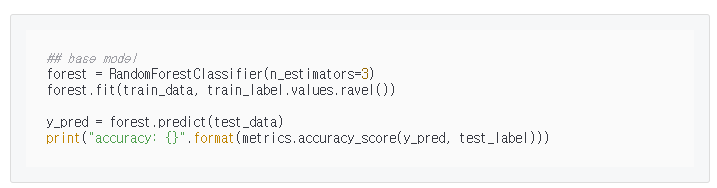 ## base model
forest = RandomForestClassifier(n_estimators=3)
forest.fit(train_data, train_label.values.ravel())
y_pred = forest.predict(test_data)
print("accuracy: {}".format(metrics.accuracy_score(y_pred, test_label)))